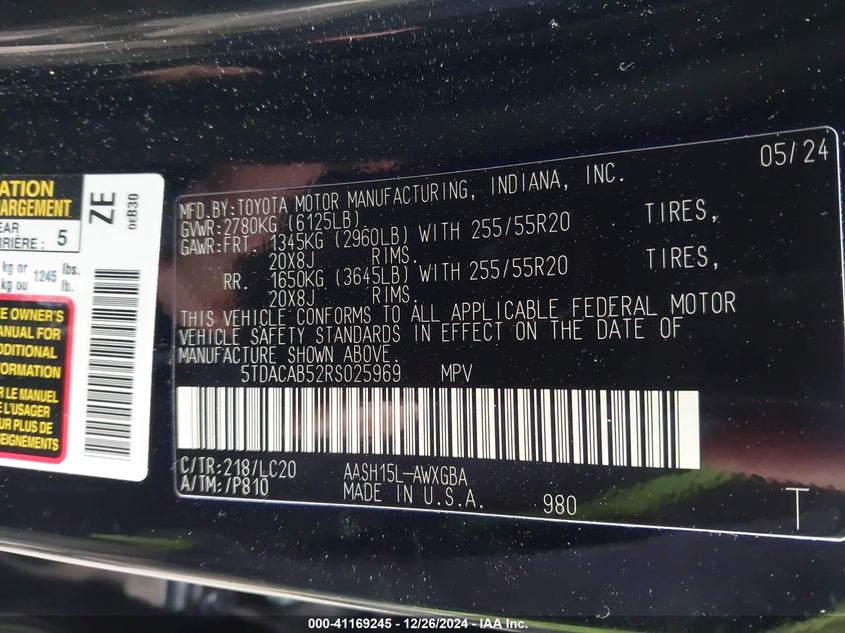 ATION
ARGEMENT
EAR
RRIÈRE : 5
kg or 1245 lbs.
kg ou lb.
E OWNER'S
ANUAL FOR
DDITIONAL
FORMATION
R LE MANUEL
L'USAGER
UR PLUS DE
SEIGNEMENTS
ZE
0EB30
05/24
MFD.BY:TOYOTA MOTOR MANUFACTURING, INDIANA, INC.
GVWR:2780KG (6125LB)
GAWR:FRT. 1345KG (2960LB) WITH 255/55R20 TIRES,
20X8J RIMS.
RR. 1650KG (3645LB) WITH 255/55R20 TIRES,
20X8J RIMS.
THIS VEHICLE CONFORMS TO ALL APPLICABLE FEDERAL MOTOR
VEHICLE SAFETY STANDARDS IN EFFECT ON THE DATE OF
MANUFACTURE SHOWN ABOVE.
5TDACAB52RS025969 MPV
C/TR:218/LC20 AASH15L-AWXGBA
A/TM:/P810 MADE IN U.S.A. 980
T
000-41169245 - 12/26/2024 - IAA Inc.